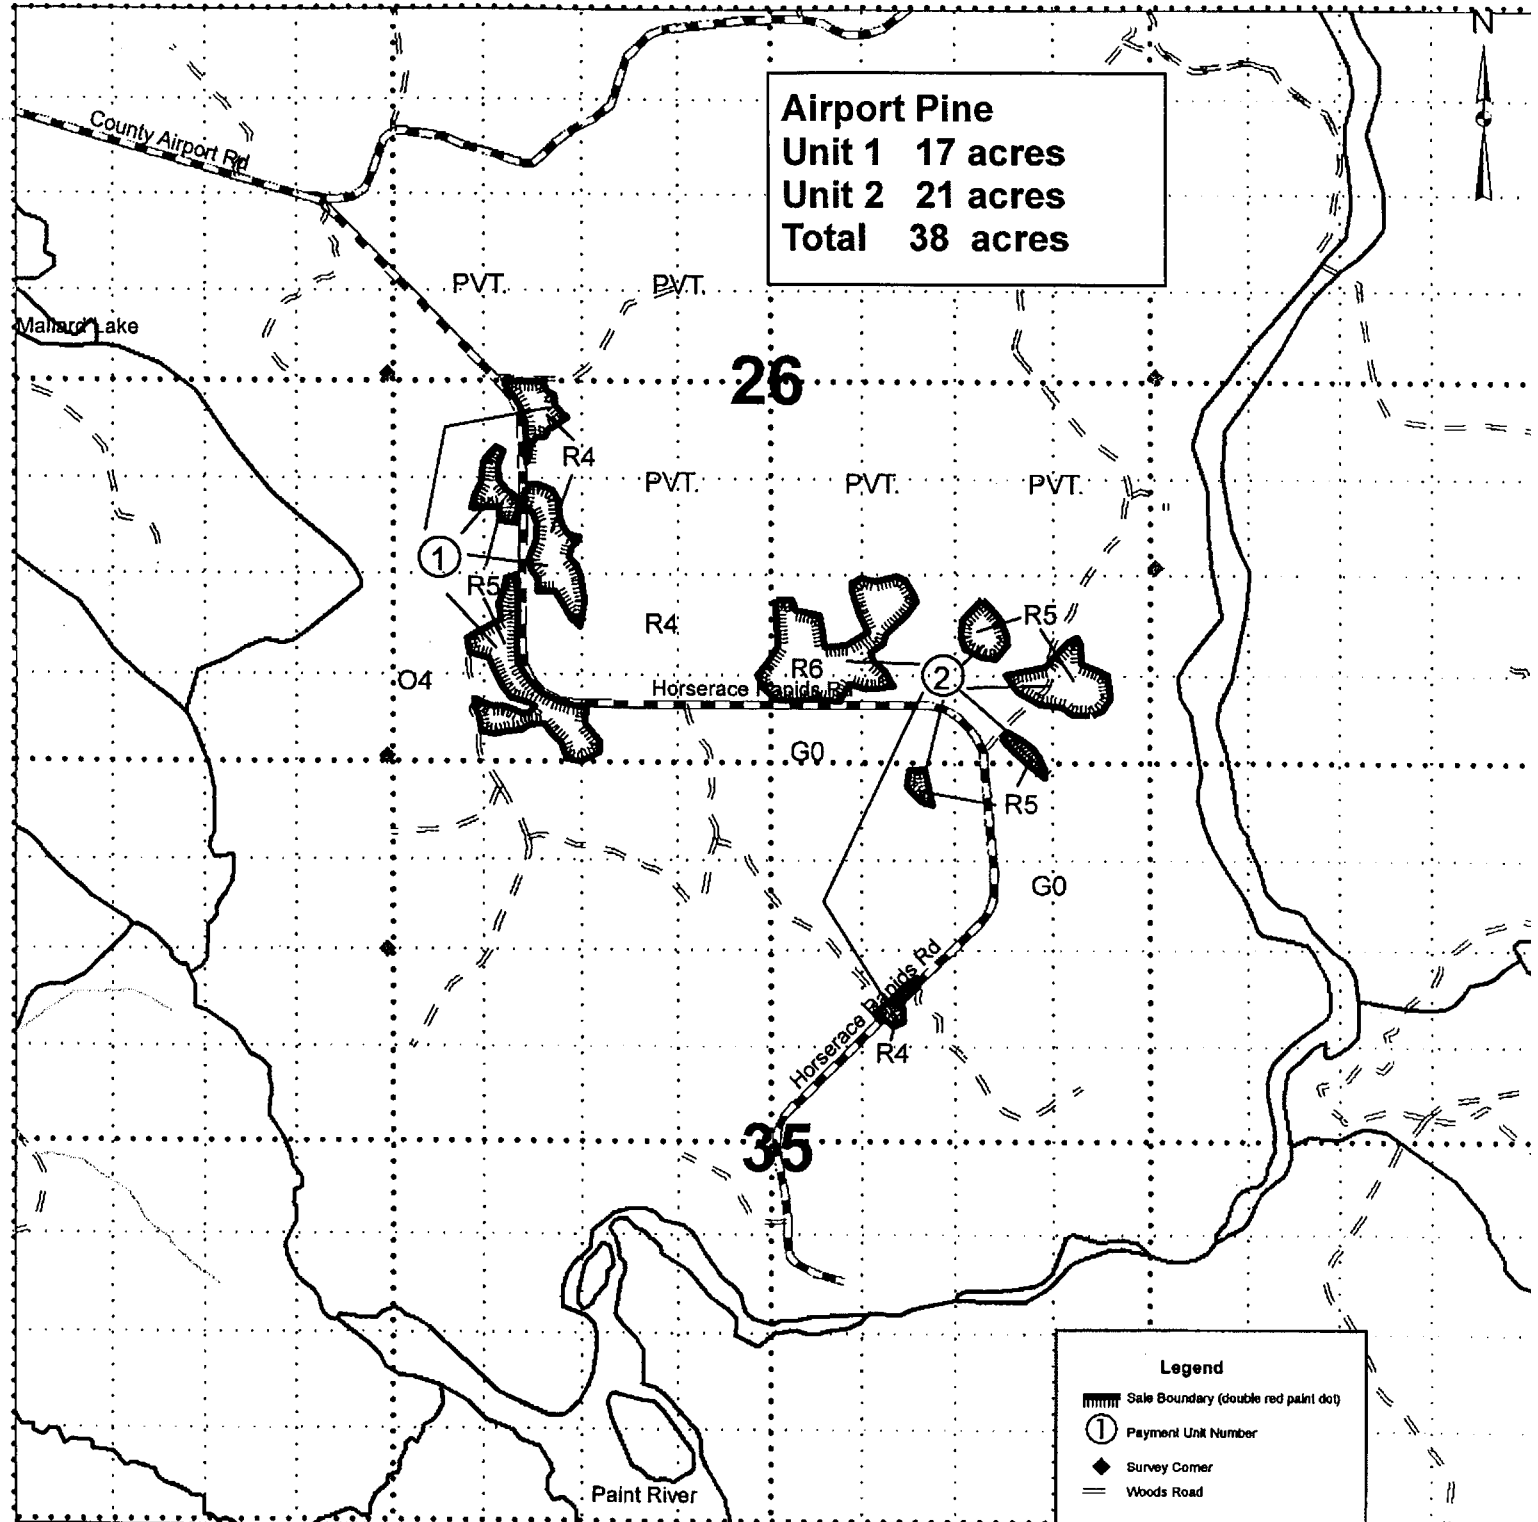 N
Airport Pine
Unit 1 17 acres
Unit 2 21 acres
Total 38 acres
County Airport Rd
PVT.
PVT.
Mallard Lake
26
R4
PVT.
PVT.
PVT.
1
R5
R4
R5
O4
R6
2
Horserace Rapids Rd
G0
R5
G0
Horserace Rapids Rd
R4
35
Legend
Sale Boundary (double red paint dot)
1 Payment Unit Number
Survey Corner
Woods Road
Paint River